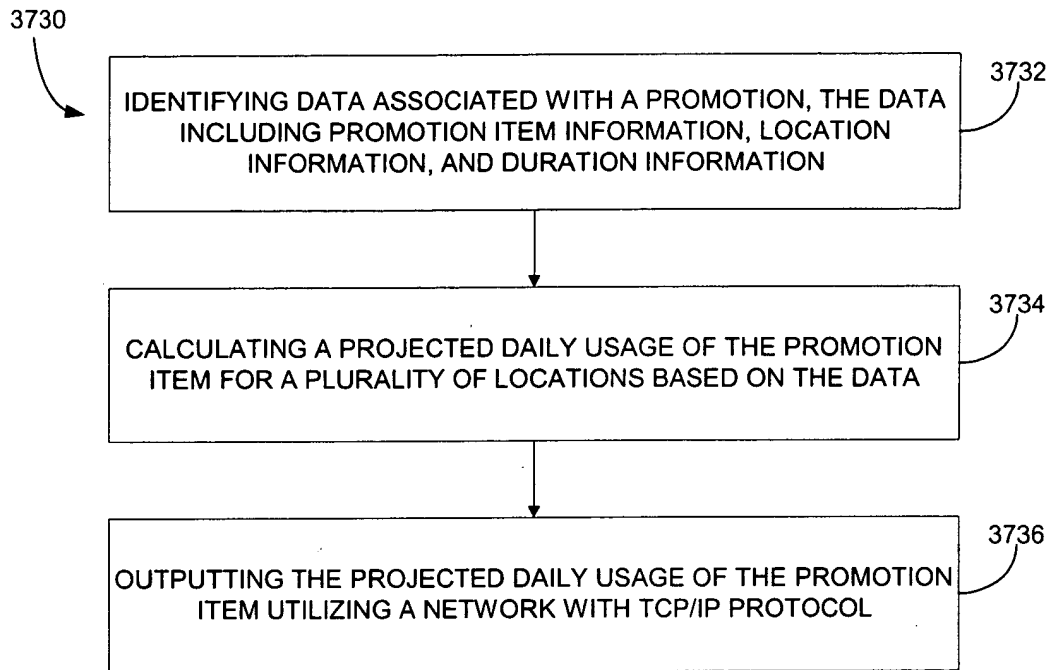 3730
IDENTIFYING DATA ASSOCIATED WITH A PROMOTION, THE DATA
INCLUDING PROMOTION ITEM INFORMATION, LOCATION
INFORMATION, AND DURATION INFORMATION
3732
CALCULATING A PROJECTED DAILY USAGE OF THE PROMOTION
ITEM FOR A PLURALITY OF LOCATIONS BASED ON THE DATA
3734
OUTPUTTING THE PROJECTED DAILY USAGE OF THE PROMOTION
ITEM UTILIZING A NETWORK WITH TCP/IP PROTOCOL
3736